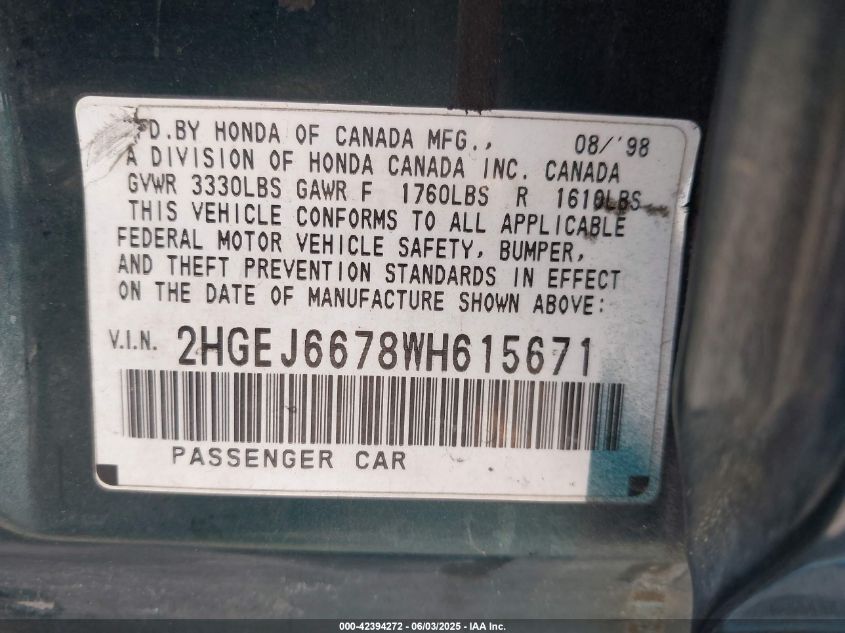 FD. BY HONDA OF CANADA MFG., 08/'98
A DIVISION OF HONDA CANADA INC. CANADA
GVWR 3330LBS GAWR F 1760LBS R 1610LBS
THIS VEHICLE CONFORMS TO ALL APPLICABLE
FEDERAL MOTOR VEHICLE SAFETY, BUMPER,
AND THEFT PREVENTION STANDARDS IN EFFECT
ON THE DATE OF MANUFACTURE SHOWN ABOVE:
V.I.N. 2HGEJ6678WH615671
PASSENGER CAR
000-42394272 - 06/03/2025 - IAA Inc.